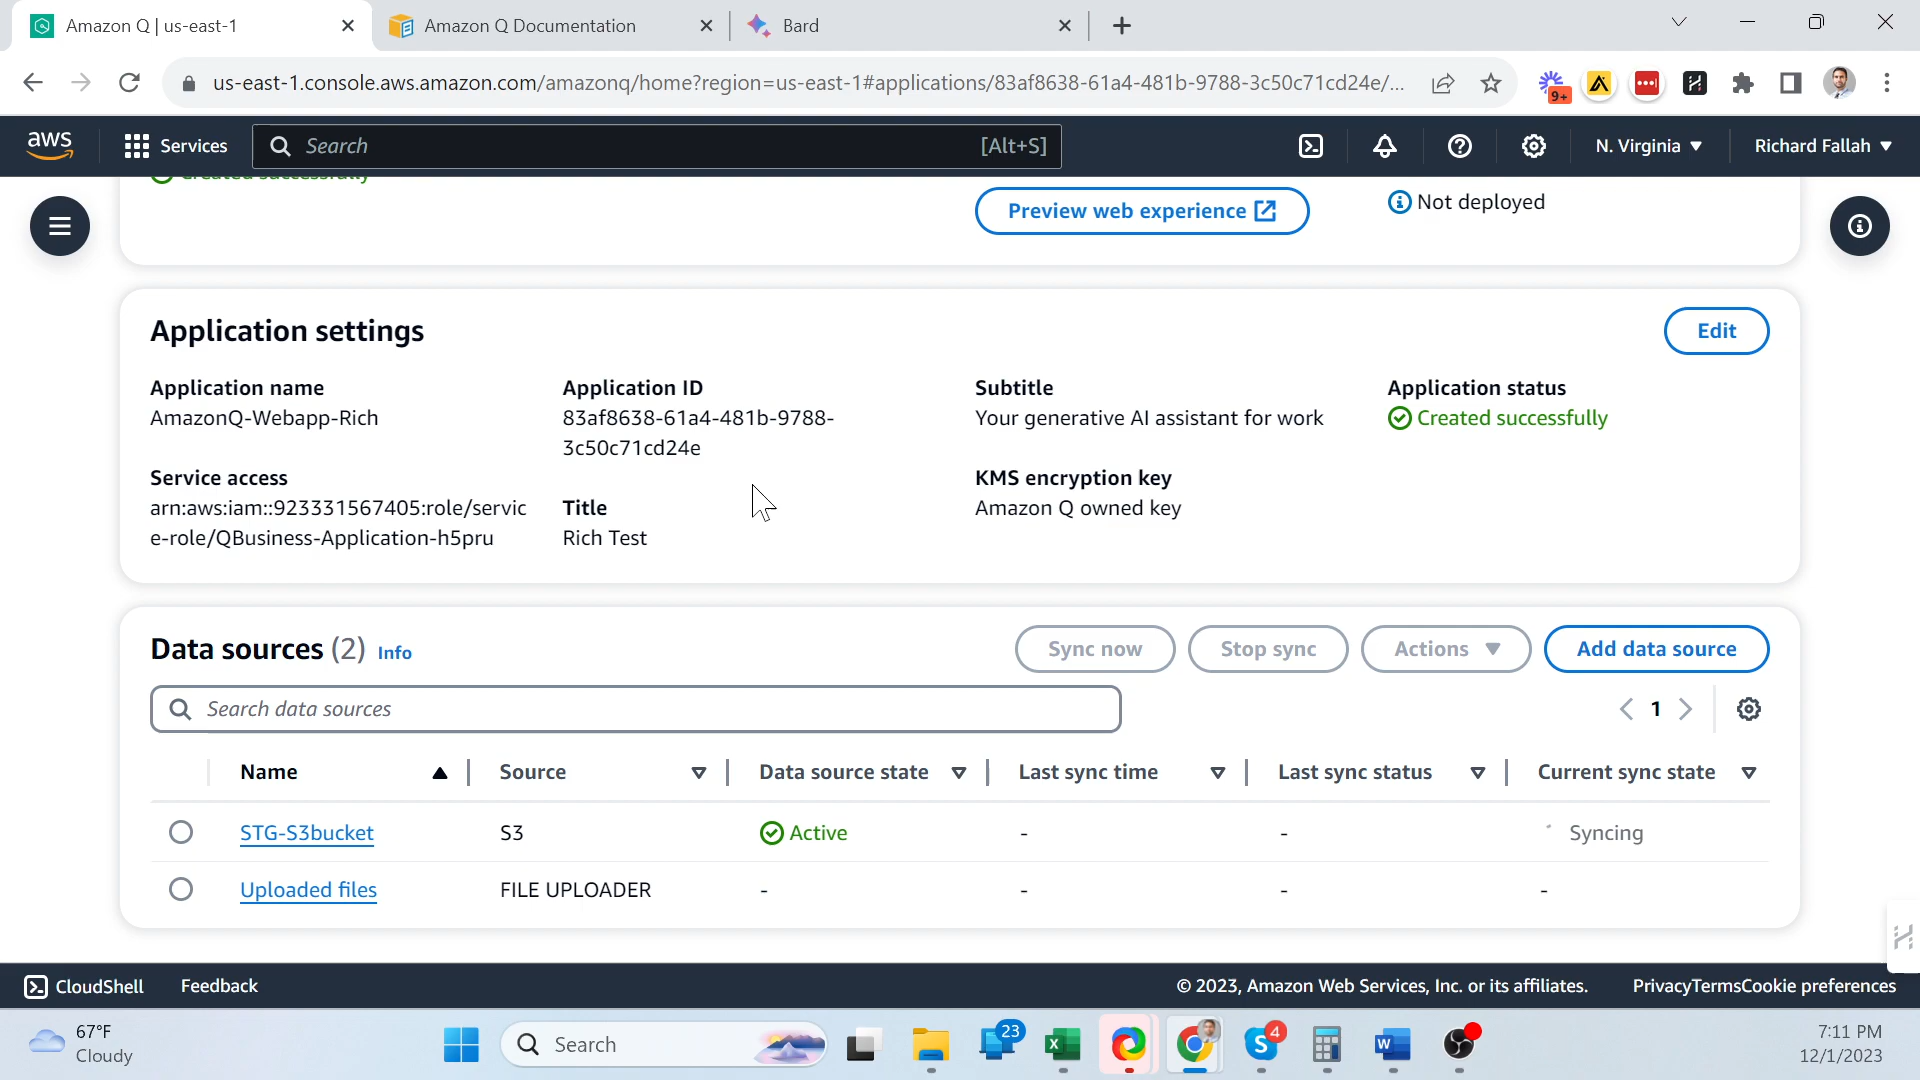 Amazon Q | us-east-1
Amazon Q Documentation
Bard
us-east-1.console.aws.amazon.com/amazonq/home?region=us-east-1#applications/83af8638-61a4-481b-9788-3c50c71cd24e/...
9+
aws
Services
Search
[Alt+S]
N. Virginia
Richard Fallah
Created successfully
Preview web experience
Not deployed
Application settings
Edit
Application name
AmazonQ-Webapp-Rich
Application ID
83af8638-61a4-481b-9788-
3c50c71cd24e
Subtitle
Your generative AI assistant for work
Application status
Created successfully
Service access
arn:aws:iam::923331567405:role/servic
e-role/QBusiness-Application-h5pru
Title
Rich Test
KMS encryption key
Amazon Q owned key
Data sources (2) Info
Sync now
Stop sync
Actions
Add data source
Search data sources
1
Name
Source
Data source state
Last sync time
Last sync status
Current sync state
STG-S3bucket
S3
Active
-
-
Syncing
Uploaded files
FILE UPLOADER
-
-
-
-
CloudShell
Feedback
© 2023, Amazon Web Services, Inc. or its affiliates.
PrivacyTermsCookie preferences
67°F
Cloudy
Search
23
4
7:11 PM
12/1/2023